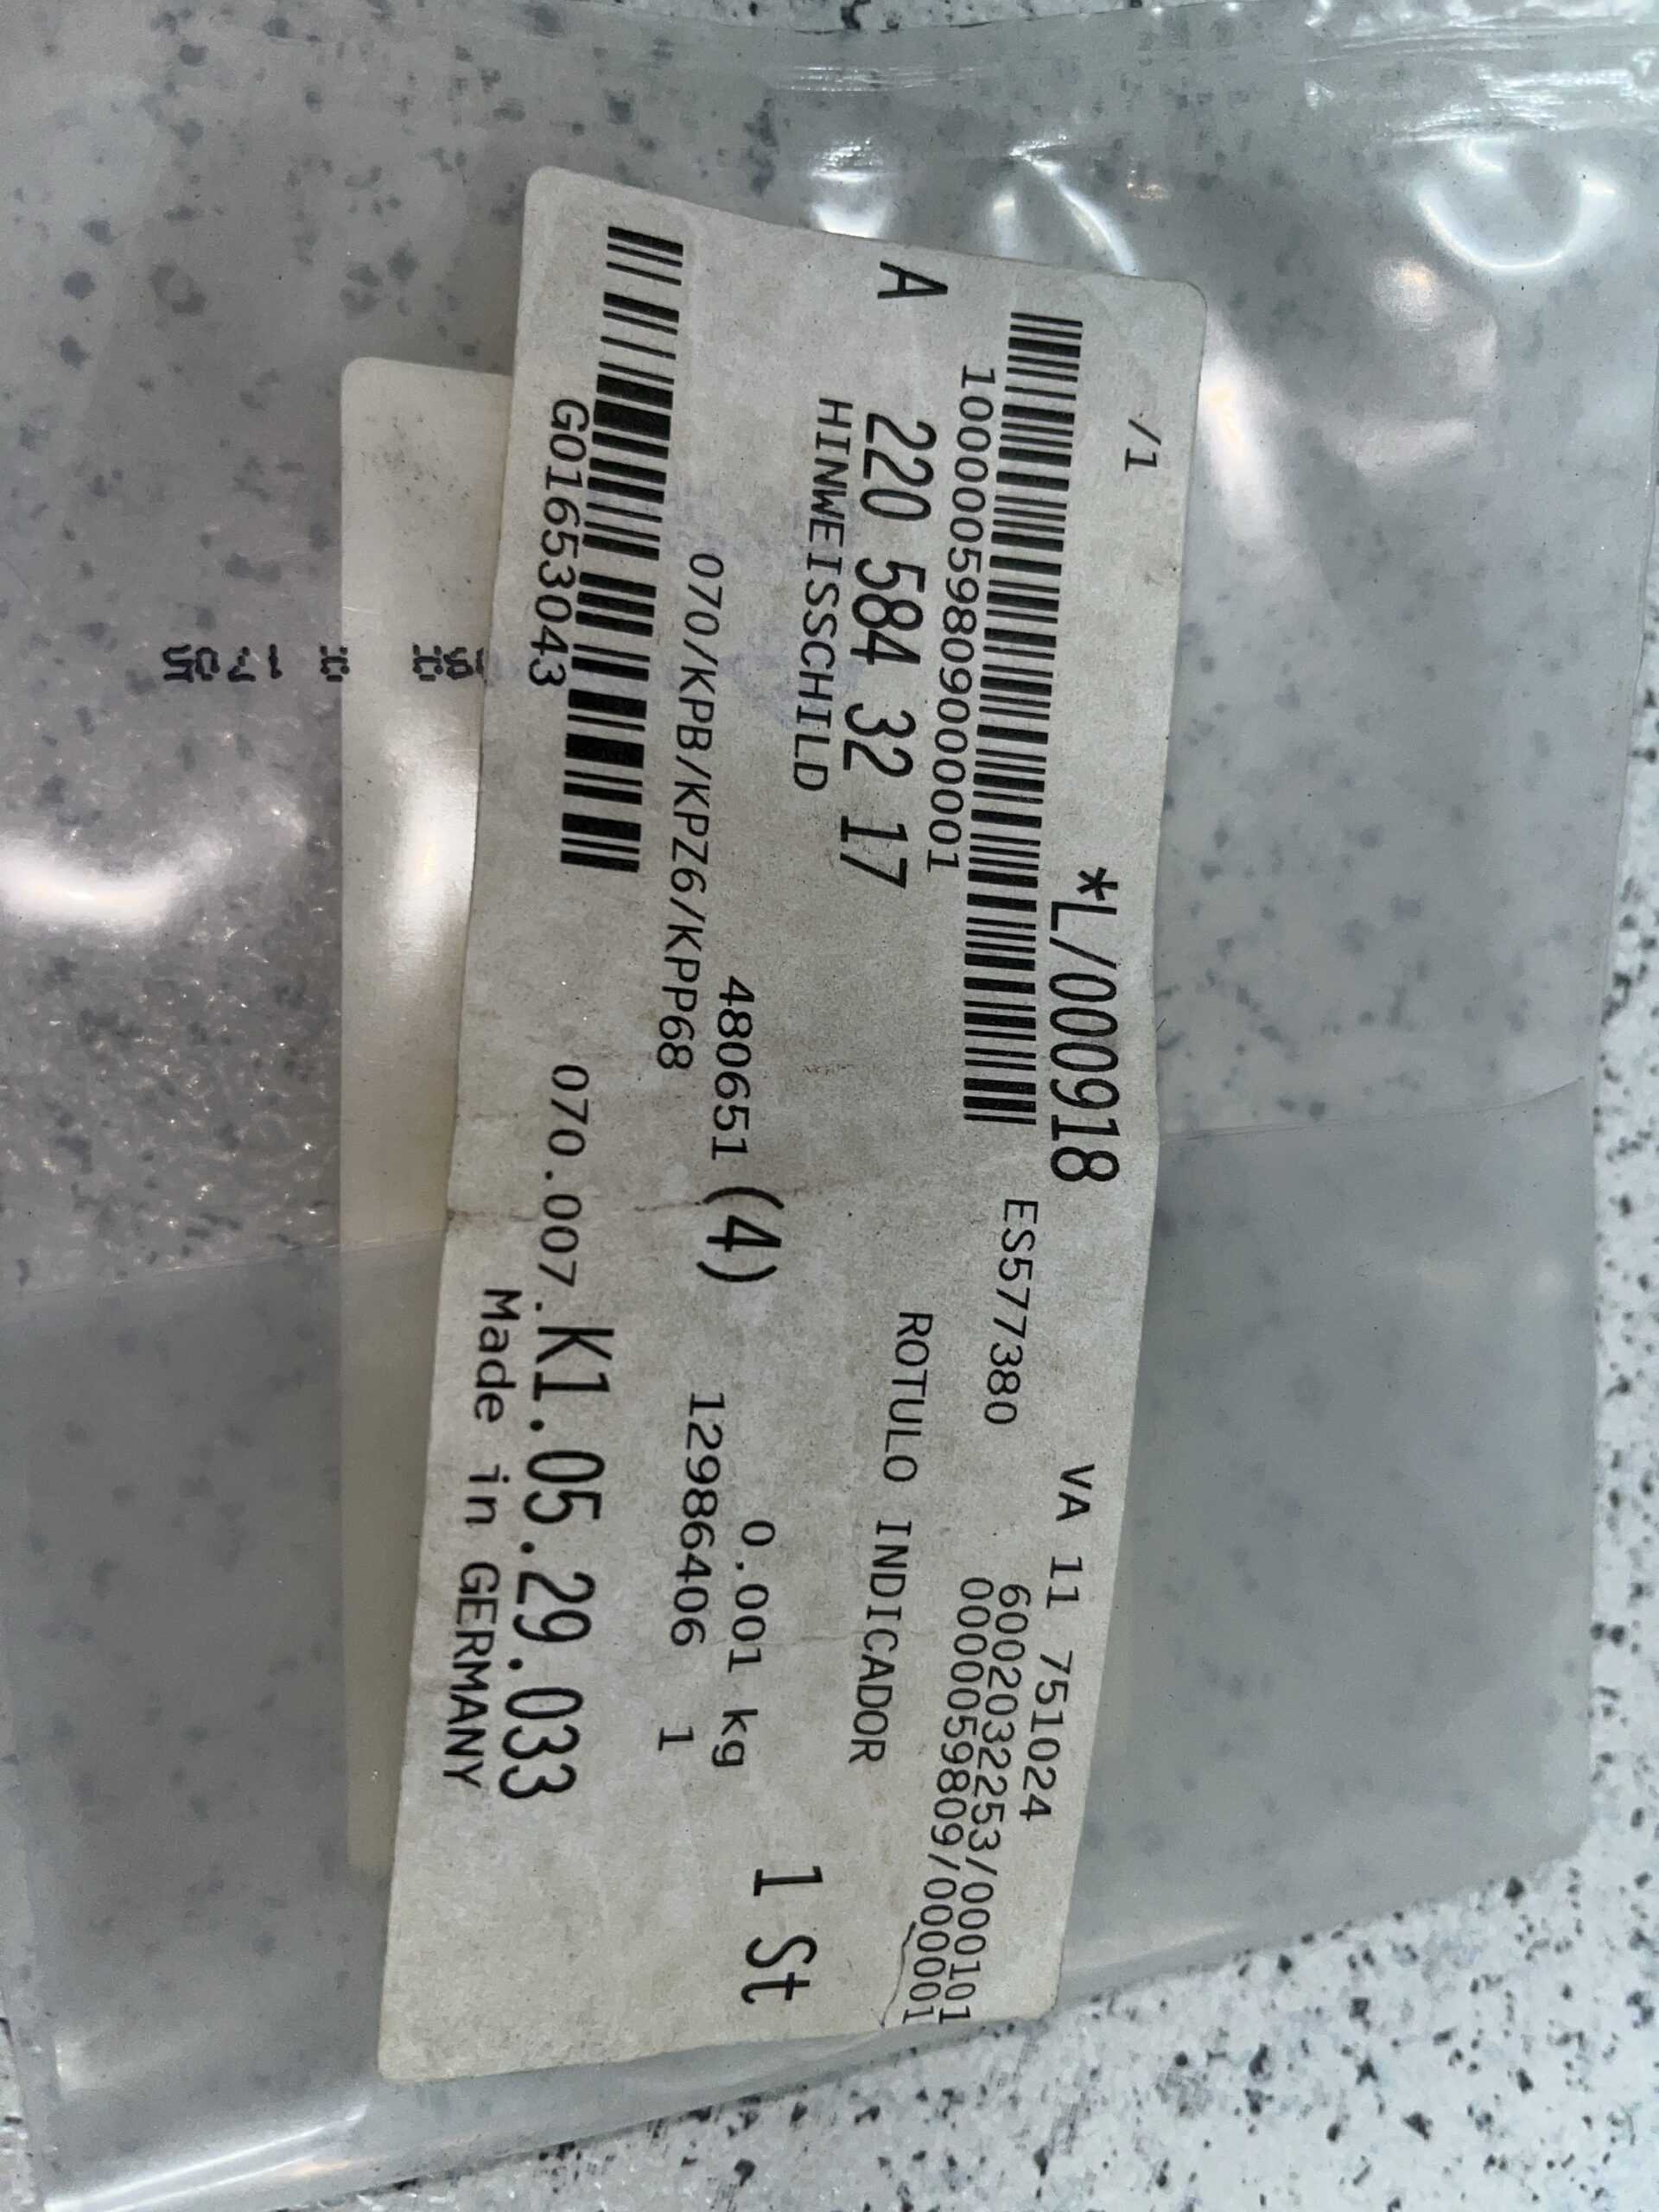 /1
*L/000918
VA 11 751024
ES577380
6002032253/000101
0000059809/000001
10000059809000001
A 220 584 32 17
HINWEISSCHILD
ROTULO INDICADOR
1 St
480651 (4)
0.001 kg
070/KPB/KPZ6/KPP68
12986406 1
G01653043
070.007.K1.05.29.033
Made in GERMANY